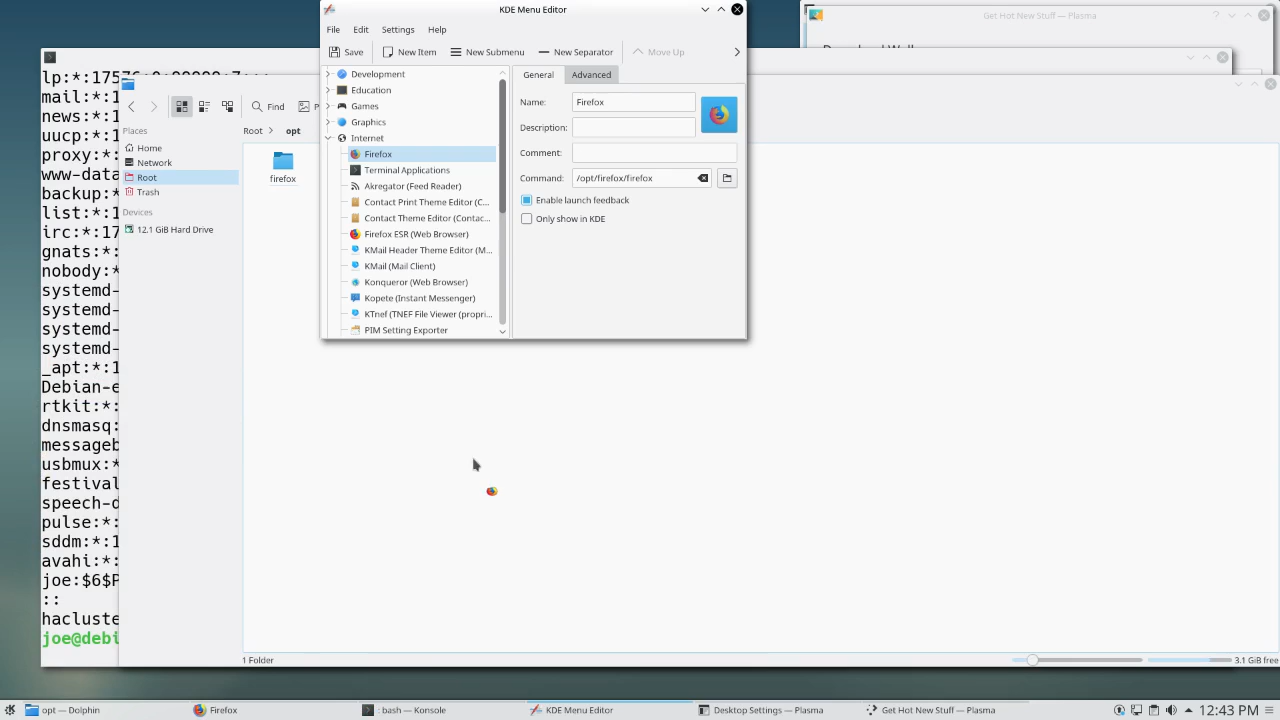 KDE Menu Editor
File Edit Settings Help
Save New Item New Submenu New Separator Move Up
Development
Education
Games
Graphics
Internet
Firefox
Terminal Applications
Akregator (Feed Reader)
Contact Print Theme Editor (C...
Contact Theme Editor (Contac...
Firefox ESR (Web Browser)
KMail Header Theme Editor (M...
KMail (Mail Client)
Konqueror (Web Browser)
Kopete (Instant Messenger)
KTnef (TNEF File Viewer (propri...
PIM Setting Exporter
General Advanced
Name: Firefox
Description:
Comment:
Command: /opt/firefox/firefox
Enable launch feedback
Only show in KDE
Get Hot New Stuff — Plasma
mail:*:1
news:*:1
uucp:*:1
proxy:*:
www-data
backup:*
list:*:1
irc:*:17
gnats:*:
nobody:*
systemd-
systemd-
systemd-
systemd-
_apt:*:1
Debian-e
rtkit:*:
dnsmasq:
messageb
usbmux:*
festival
speech-d
pulse:*:
sddm:*:1
avahi:*:
joe:$6$P
::
hacluste
joe@debi
Find
Places
Home
Network
Root
Trash
Devices
12.1 GiB Hard Drive
Root > opt
firefox
1 Folder
3.1 GiB free
opt — Dolphin
Firefox
: bash — Konsole
KDE Menu Editor
Desktop Settings — Plasma
Get Hot New Stuff — Plasma
12:43 PM